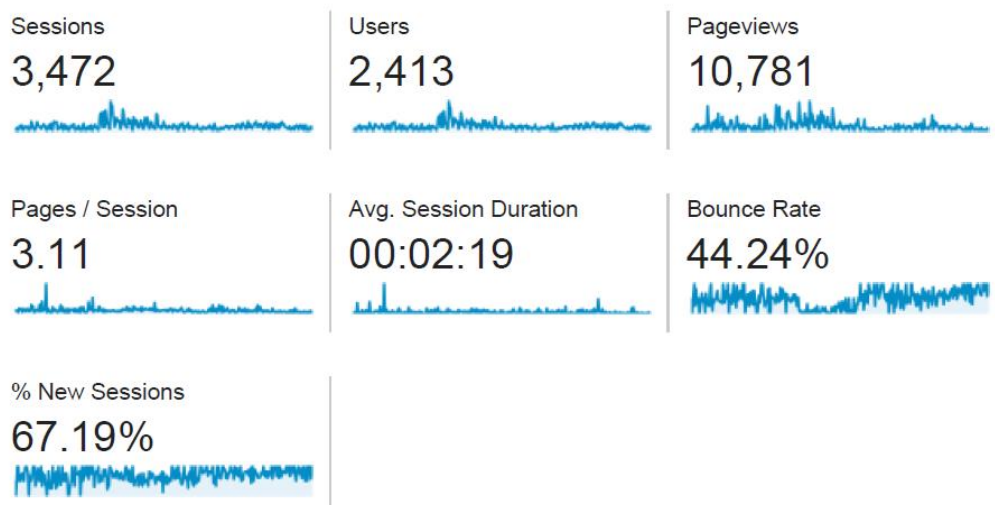 Sessions
3,472
Users
2,413
Pageviews
10,781
Pages / Session
3.11
Avg. Session Duration
00:02:19
Bounce Rate
44.24%
% New Sessions
67.19%